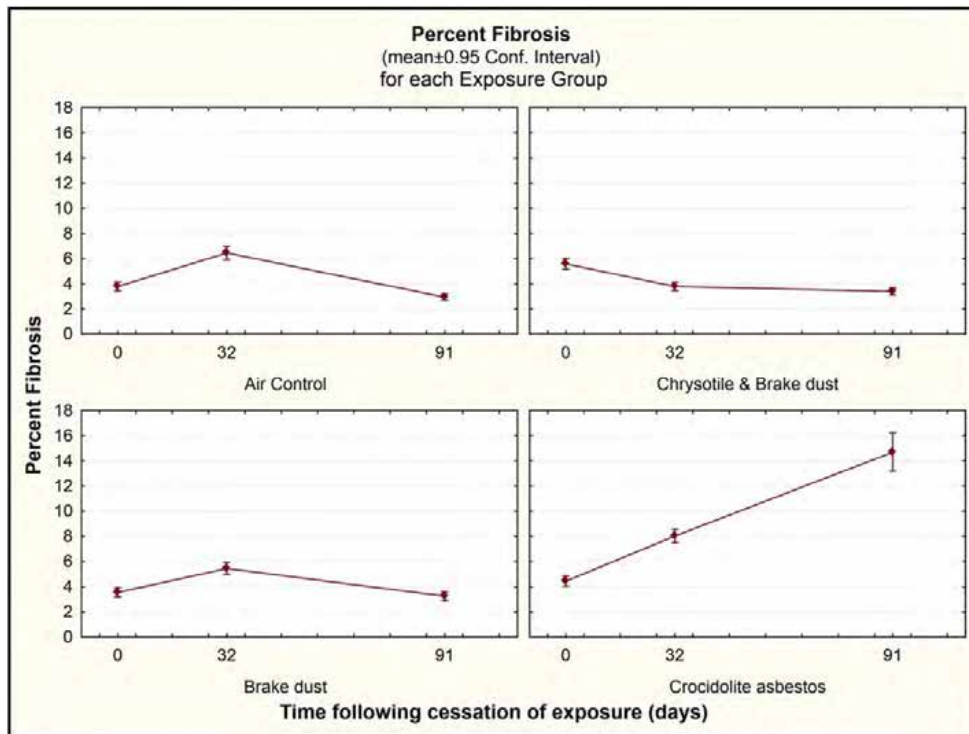 Percent Fibrosis
(mean±0.95 Conf. Interval)
for each Exposure Group
Percent Fibrosis
18
16
14
12
10
8
6
4
2
0
0 32 91
Air Control
0 32 91
Chrysotile & Brake dust
18
16
14
12
10
8
6
4
2
0
0 32 91
Brake dust
0 32 91
Crocidolite asbestos
Time following cessation of exposure (days)